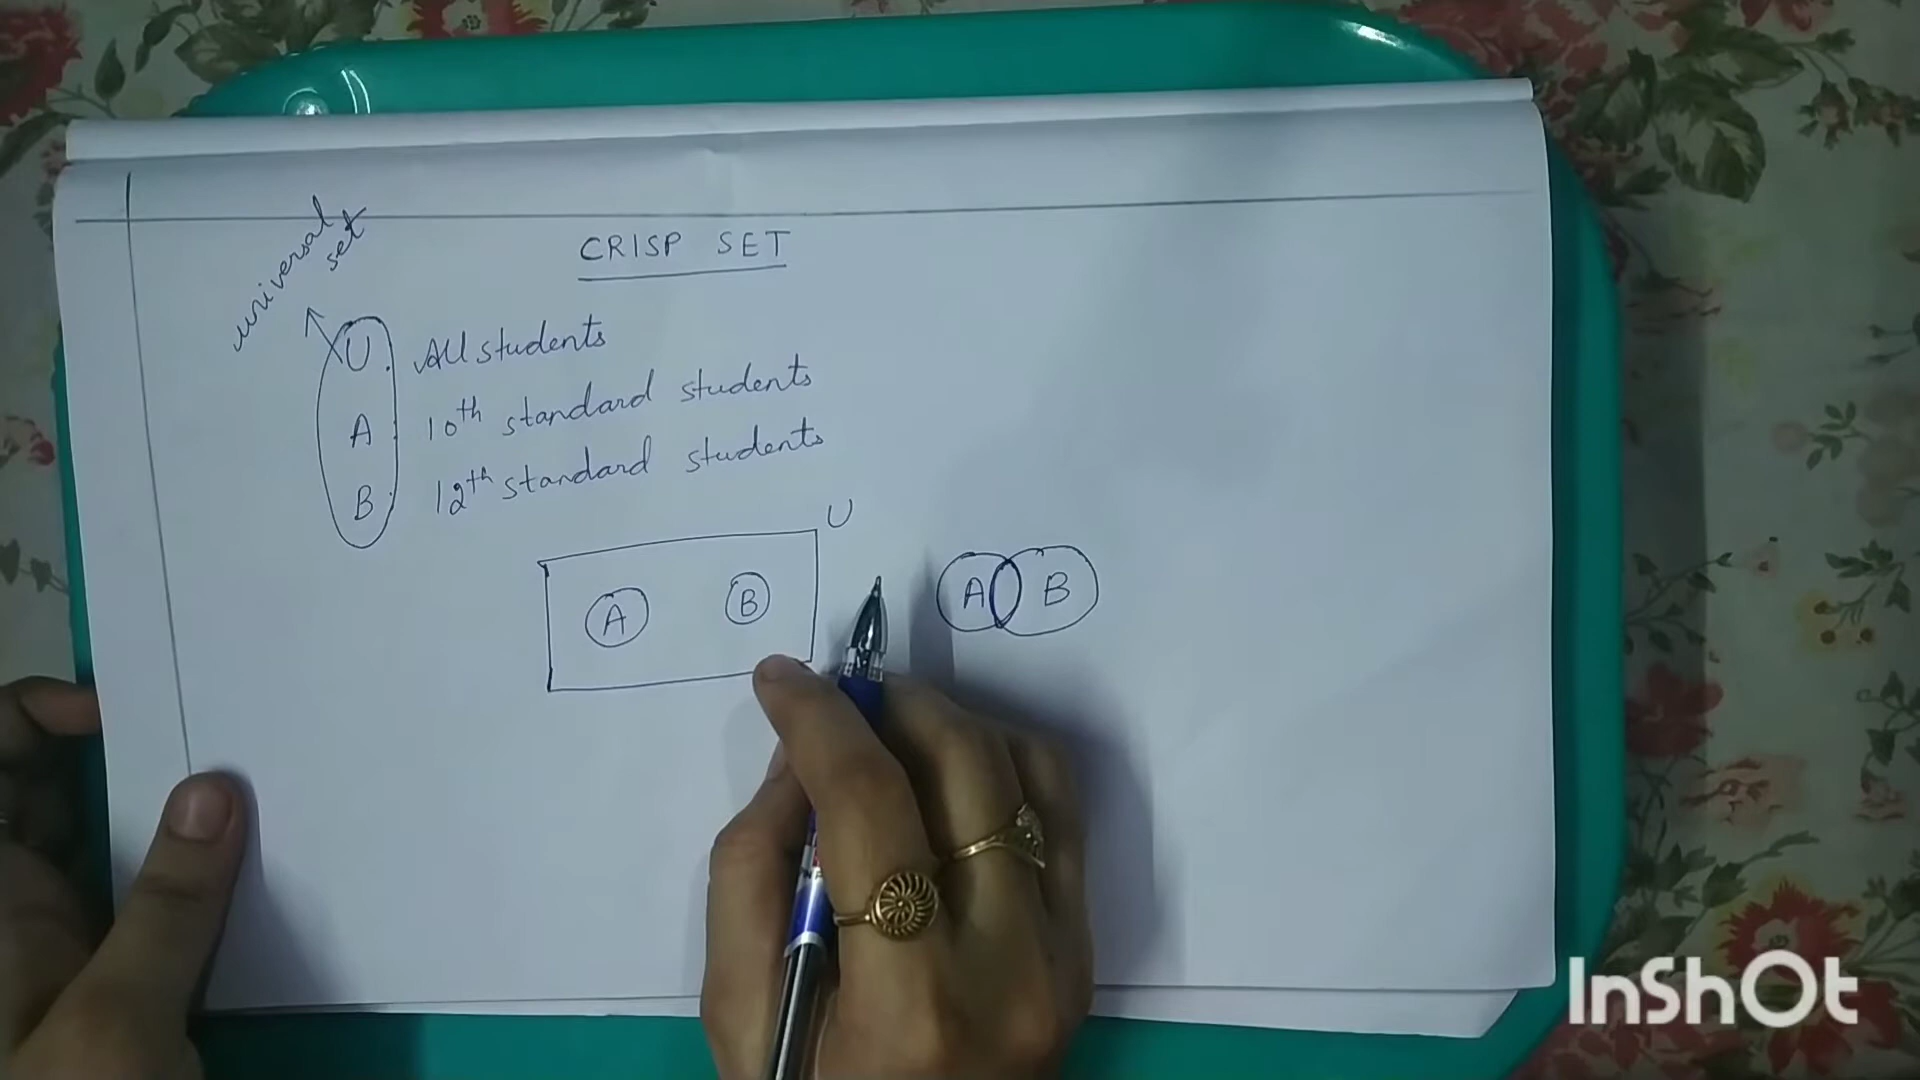 universal
set
CRISP SET
U. All students
A 10th standard students
B 12th standard students
U
A B
A B
InShOt